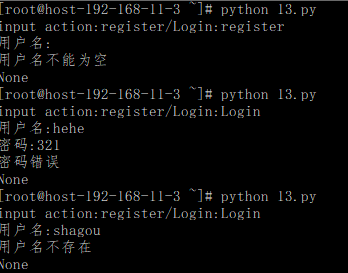 [root@host-192-168-11-3 ~]# python 13.py
input action:register/Login:register
用户名:
用户名不能为空
None
[root@host-192-168-11-3 ~]# python 13.py
input action:register/Login:Login
用户名:hehe
密码:321
密码错误
None
[root@host-192-168-11-3 ~]# python 13.py
input action:register/Login:Login
用户名:shagou
用户名不存在
None